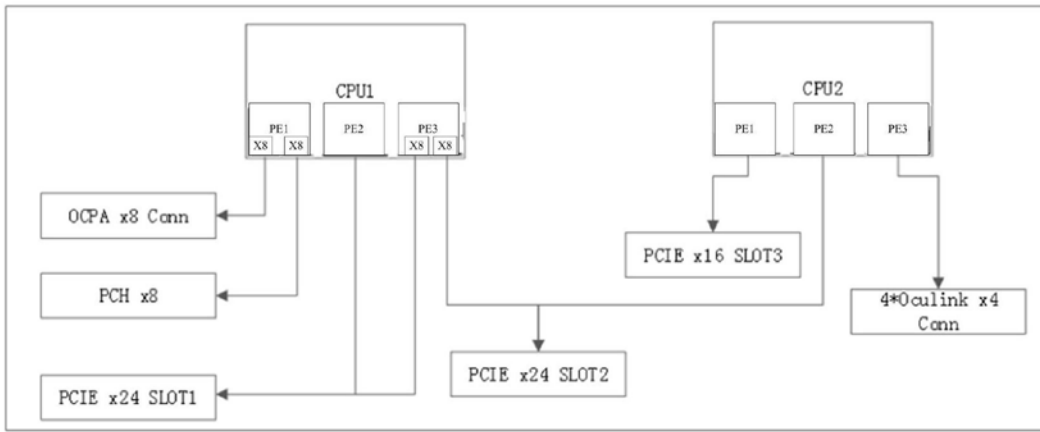 CPU1
CPU2
PE1
PE2
PE3
X8
X8
X8
X8
PE1
PE2
PE3
OCPA x8 Conn
PCIE x16 SLOT3
PCH x8
4*Oculink x4
Conn
PCIE x24 SLOT2
PCIE x24 SLOT1